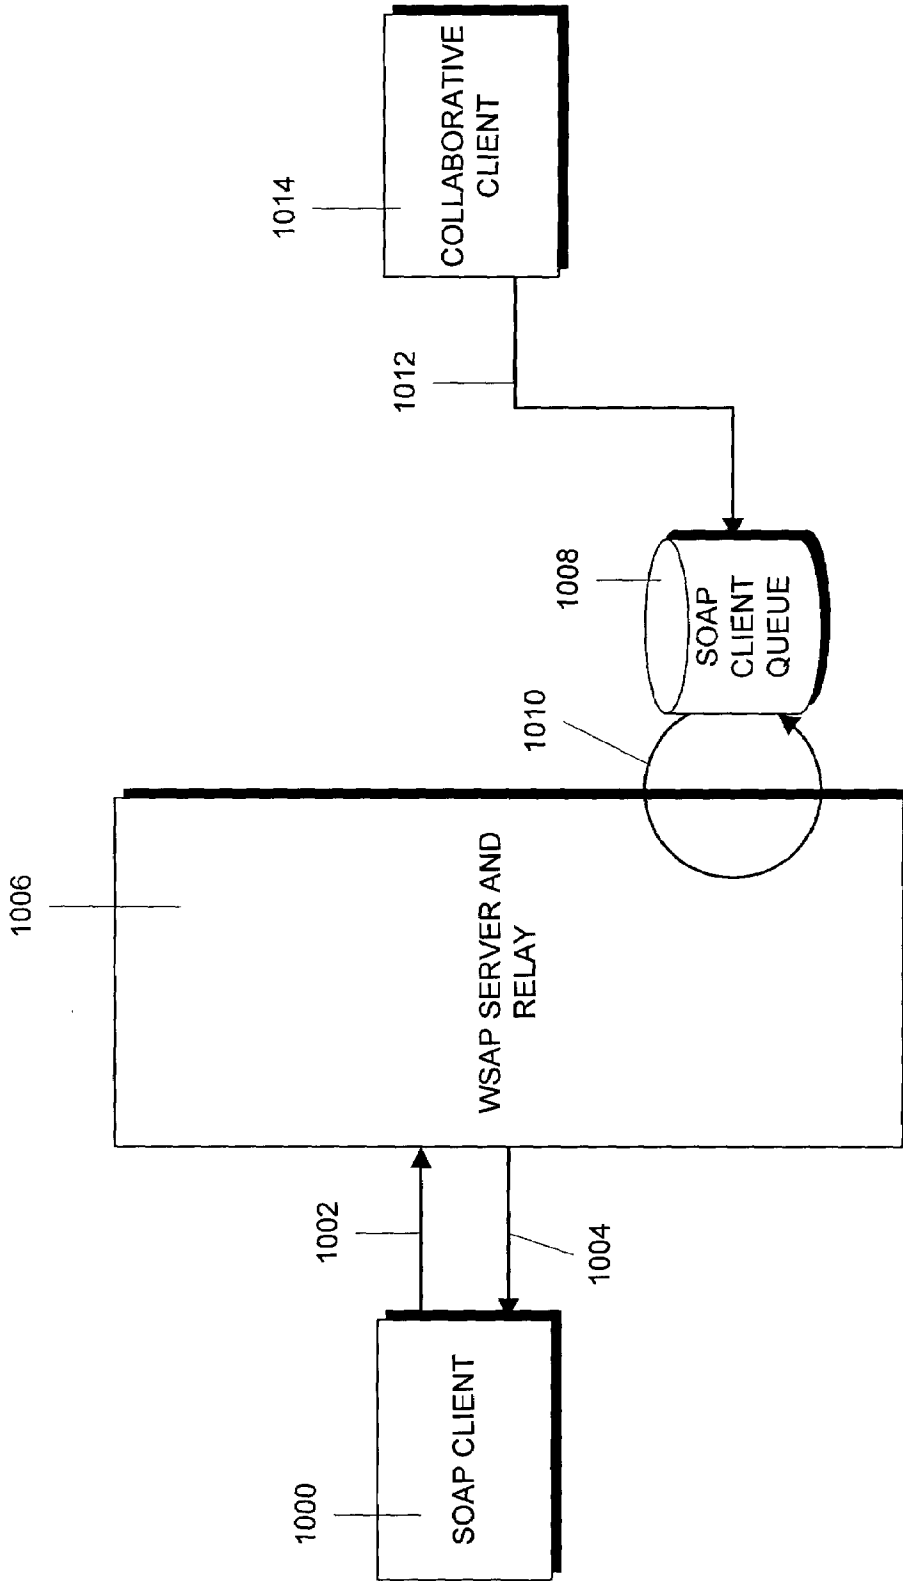 1000
SOAP CLIENT
1002
1004
1006
WSAP SERVER AND
RELAY
1010
1008
SOAP
CLIENT
QUEUE
1012
1014
COLLABORATIVE
CLIENT